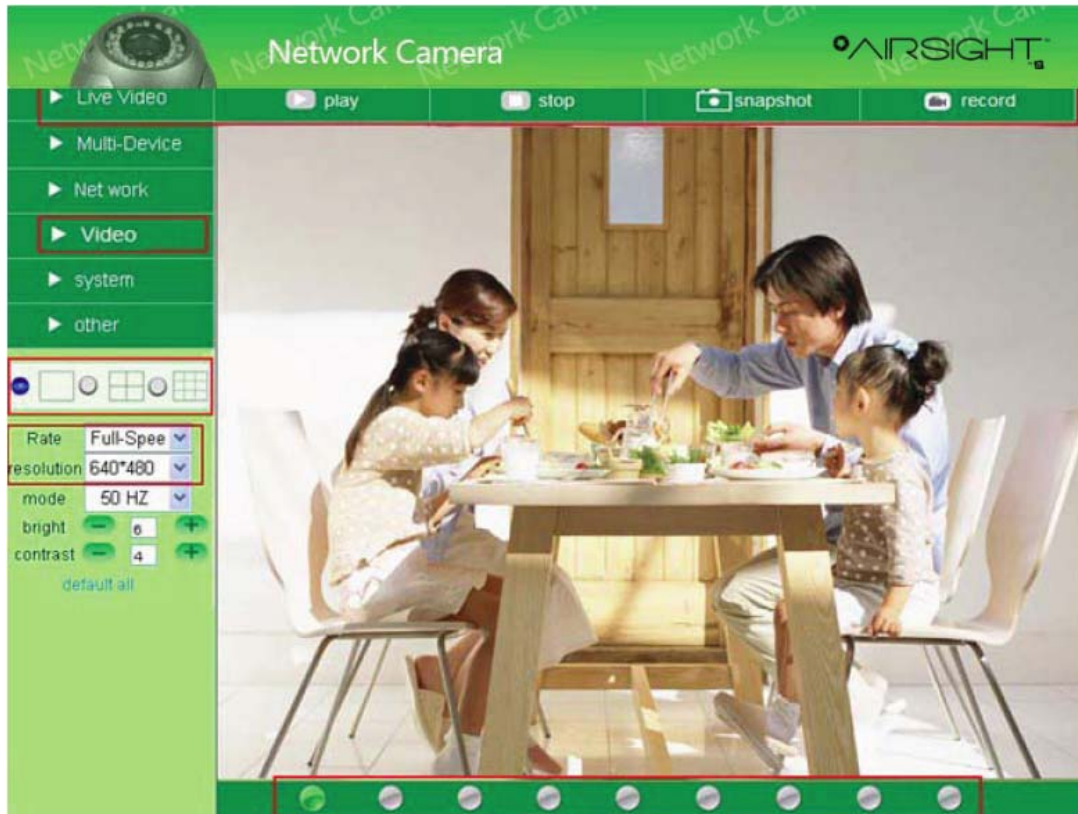 Network Camera
AIRSIGHT
Live Video
play
stop
snapshot
record
Multi-Device
Net work
Video
system
other
Rate Full-Spee
resolution 640*480
mode 50 HZ
bright 6
contrast 4
default all